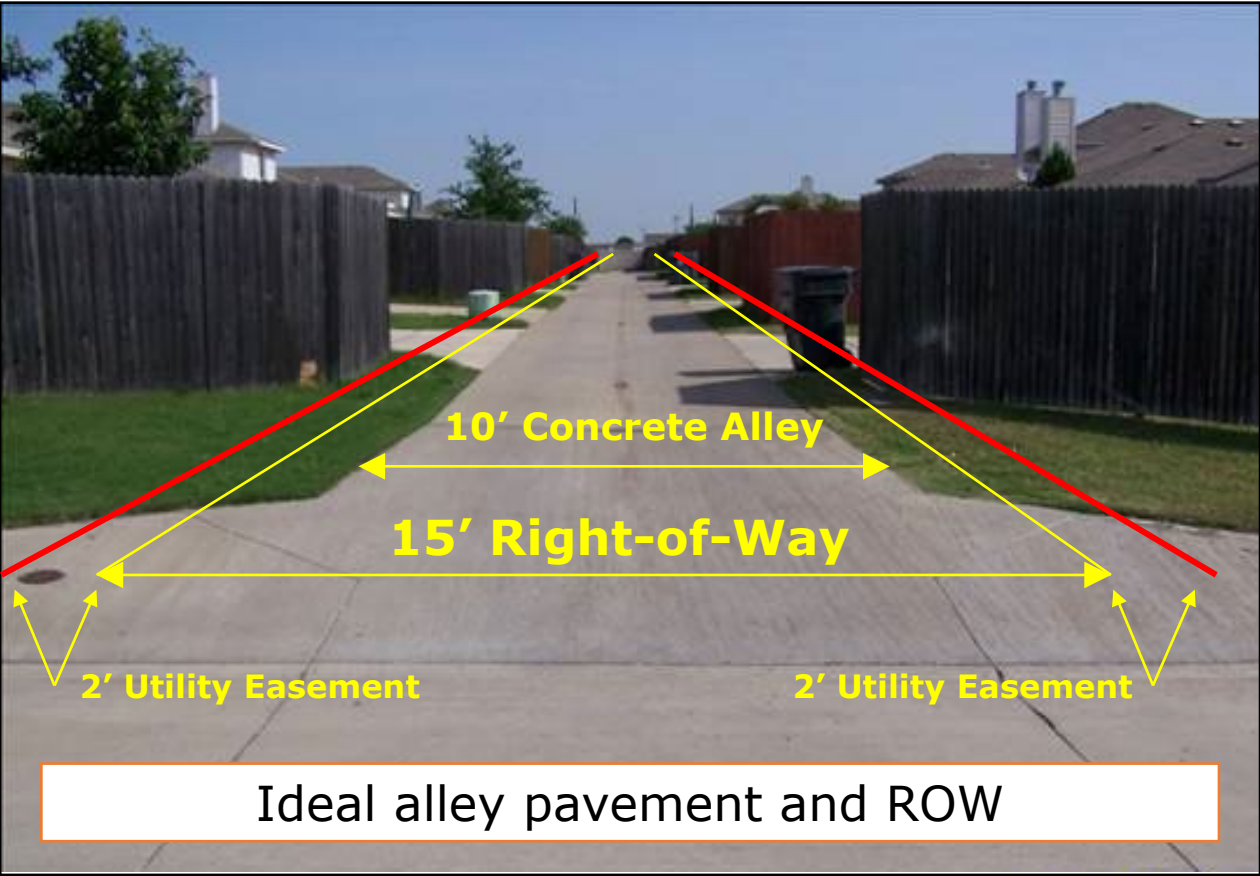 10′ Concrete Alley
15′ Right-of-Way
2′ Utility Easement
2′ Utility Easement
Ideal alley pavement and ROW